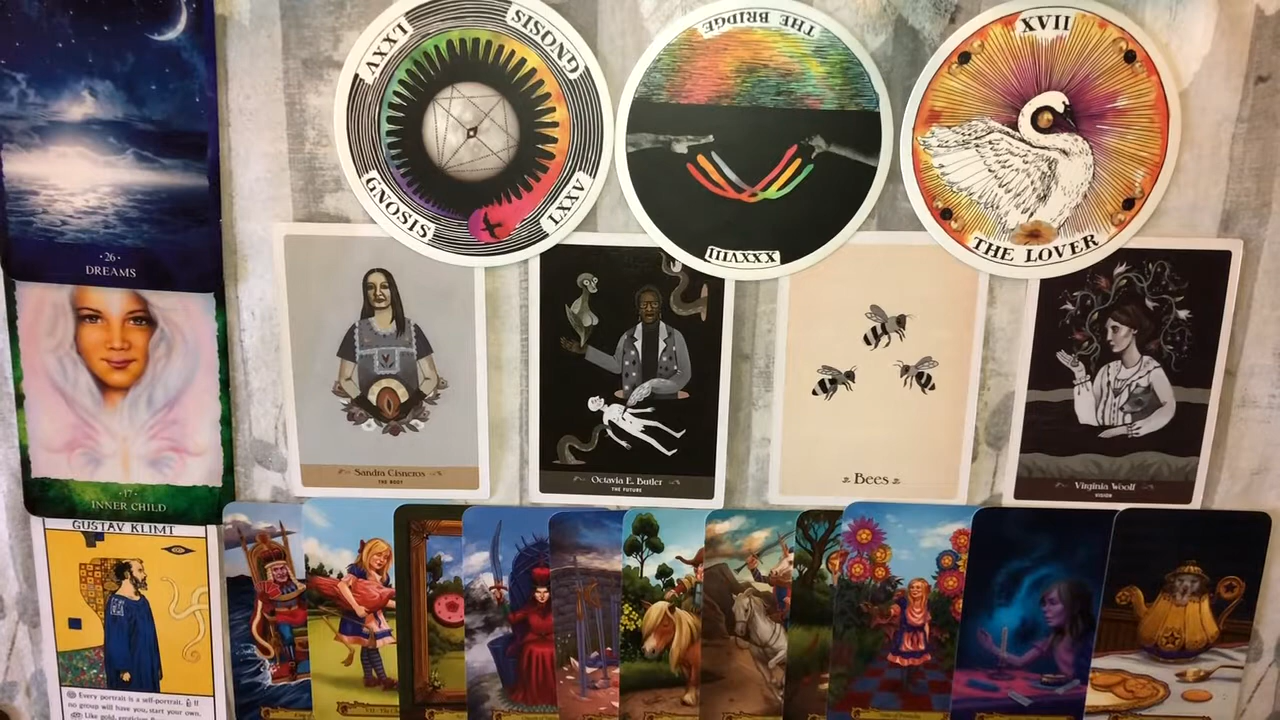 LXXV
GNOSIS
GNOSIS
LXXV
THE BRIDGE
XXXXVIII
XVII
THE LOVER
·26·
DREAMS
Sandra Cisneros
THE BODY
Octavia E. Butler
THE FUTURE
Bees
Virginia Woolf
VISION
·17·
INNER CHILD
GUSTAV KLIMT
Every portrait is a self-portrait. If
no group will have you, start your own.
Like gold, eroticism